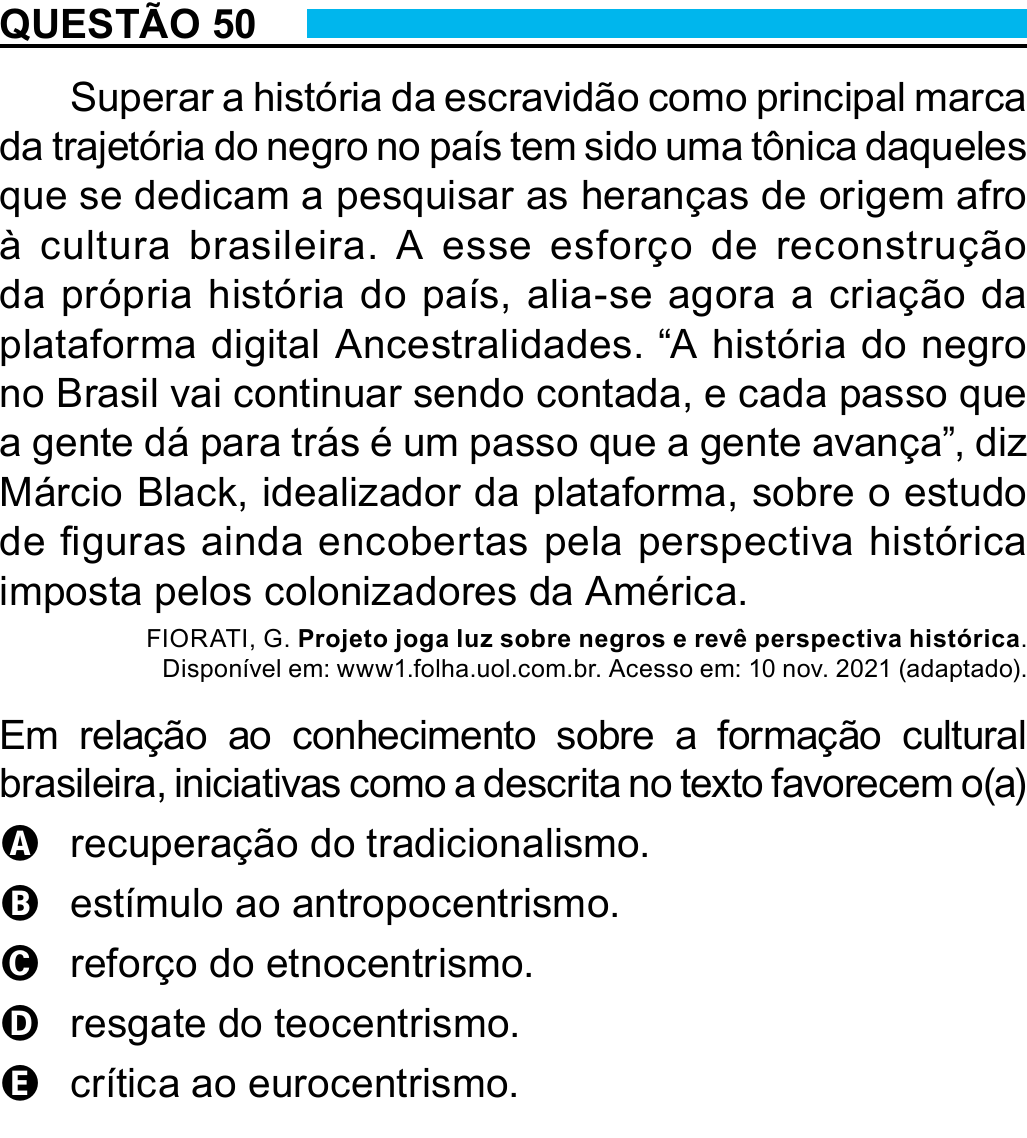 QUESTÃO 50
Superar a história da escravidão como principal marca
da trajetória do negro no país tem sido uma tônica daqueles
que se dedicam a pesquisar as heranças de origem afro
à cultura brasileira. A esse esforço de reconstrução
da própria história do país, alia-se agora a criação da
plataforma digital Ancestralidades. “A história do negro
no Brasil vai continuar sendo contada, e cada passo que
a gente dá para trás é um passo que a gente avança”, diz
Márcio Black, idealizador da plataforma, sobre o estudo
de figuras ainda encobertas pela perspectiva histórica
imposta pelos colonizadores da América.
FIORATI, G. Projeto joga luz sobre negros e revê perspectiva histórica.
Disponível em: www1.folha.uol.com.br. Acesso em: 10 nov. 2021 (adaptado).
Em relação ao conhecimento sobre a formação cultural
brasileira, iniciativas como a descrita no texto favorecem o(a)
A recuperação do tradicionalismo.
B estímulo ao antropocentrismo.
C reforço do etnocentrismo.
D resgate do teocentrismo.
E crítica ao eurocentrismo.